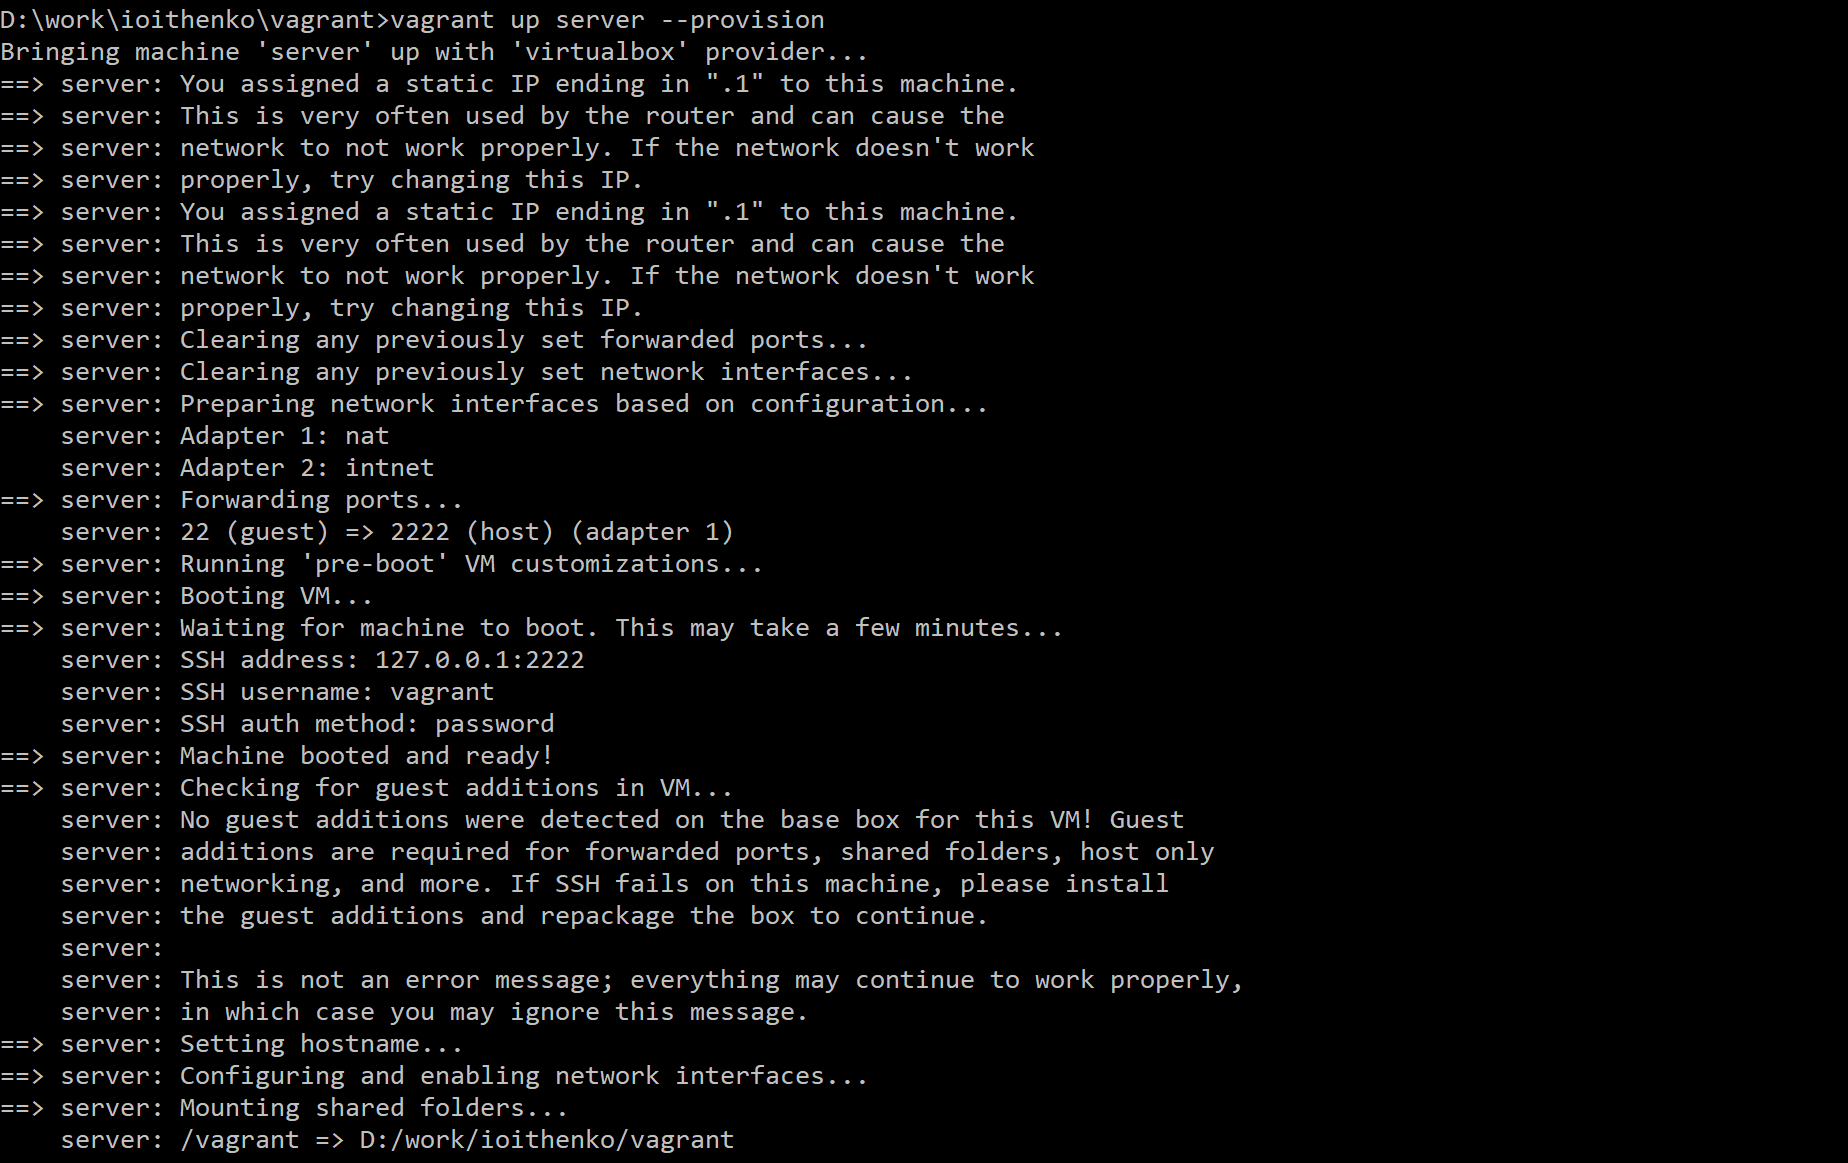 D:\work\ioithenko\vagrant>vagrant up server --provision
Bringing machine 'server' up with 'virtualbox' provider...
==> server: You assigned a static IP ending in ".1" to this machine.
==> server: This is very often used by the router and can cause the
==> server: network to not work properly. If the network doesn't work
==> server: properly, try changing this IP.
==> server: You assigned a static IP ending in ".1" to this machine.
==> server: This is very often used by the router and can cause the
==> server: network to not work properly. If the network doesn't work
==> server: properly, try changing this IP.
==> server: Clearing any previously set forwarded ports...
==> server: Clearing any previously set network interfaces...
==> server: Preparing network interfaces based on configuration...
    server: Adapter 1: nat
    server: Adapter 2: intnet
==> server: Forwarding ports...
    server: 22 (guest) => 2222 (host) (adapter 1)
==> server: Running 'pre-boot' VM customizations...
==> server: Booting VM...
==> server: Waiting for machine to boot. This may take a few minutes...
    server: SSH address: 127.0.0.1:2222
    server: SSH username: vagrant
    server: SSH auth method: password
==> server: Machine booted and ready!
==> server: Checking for guest additions in VM...
    server: No guest additions were detected on the base box for this VM! Guest
    server: additions are required for forwarded ports, shared folders, host only
    server: networking, and more. If SSH fails on this machine, please install
    server: the guest additions and repackage the box to continue.
    server:
    server: This is not an error message; everything may continue to work properly,
    server: in which case you may ignore this message.
==> server: Setting hostname...
==> server: Configuring and enabling network interfaces...
==> server: Mounting shared folders...
    server: /vagrant => D:/work/ioithenko/vagrant